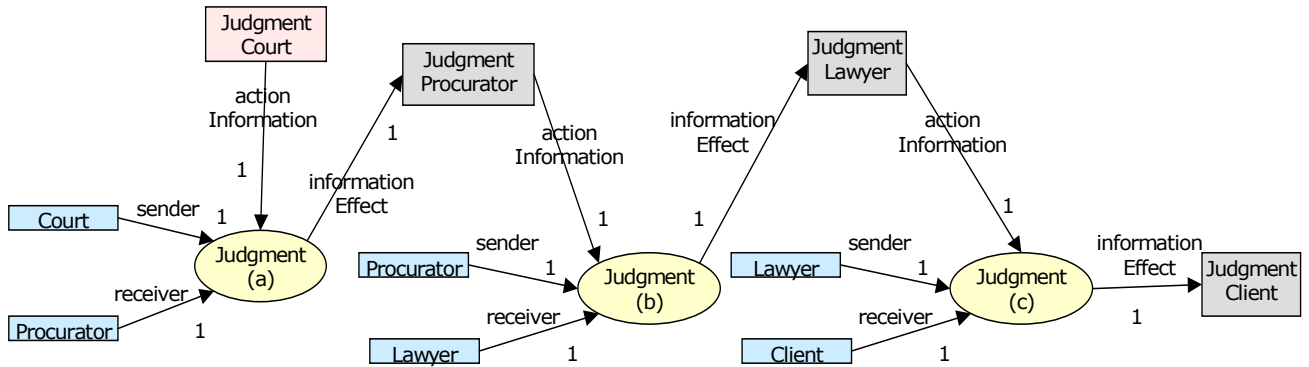 Judgment
Court
action
Information
1
sender
Court
1
Judgment
(a)
receiver
Procurator
1
information
Effect
1
Judgment
Procurator
action
Information
1
sender
Procurator
1
Judgment
(b)
receiver
Lawyer
1
information
Effect
1
Judgment
Lawyer
action
Information
1
sender
Lawyer
1
Judgment
(c)
receiver
Client
1
information
Effect
1
Judgment
Client